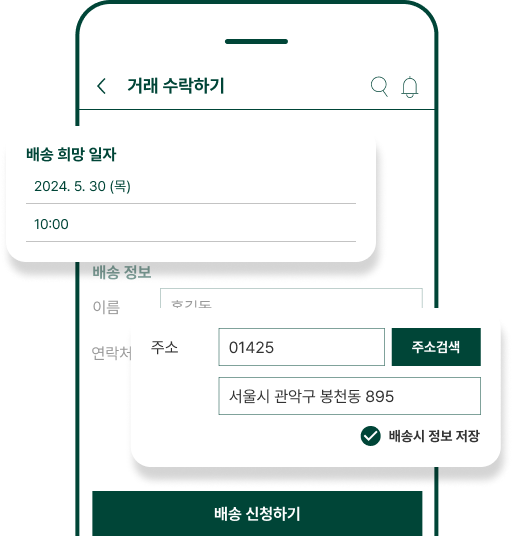 거래 수락하기
배송 희망 일자
2024. 5. 30 (목)
10:00
배송 정보
이름
홍길동
연락처
주소
01425
주소검색
서울시 관악구 봉천동 895
배송시 정보 저장
배송 신청하기